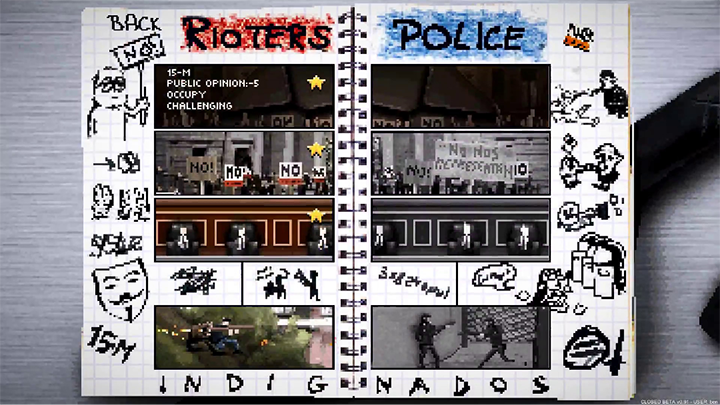 BACK
RIOTERS
POLICE
NO!
NO
15-M
PUBLIC OPINION:-5
OCCUPY
CHALLENGING
NO!
NO!
NO
NO!
NO NOS
REPRESENTAN
NO
15M
INDIGNADOS